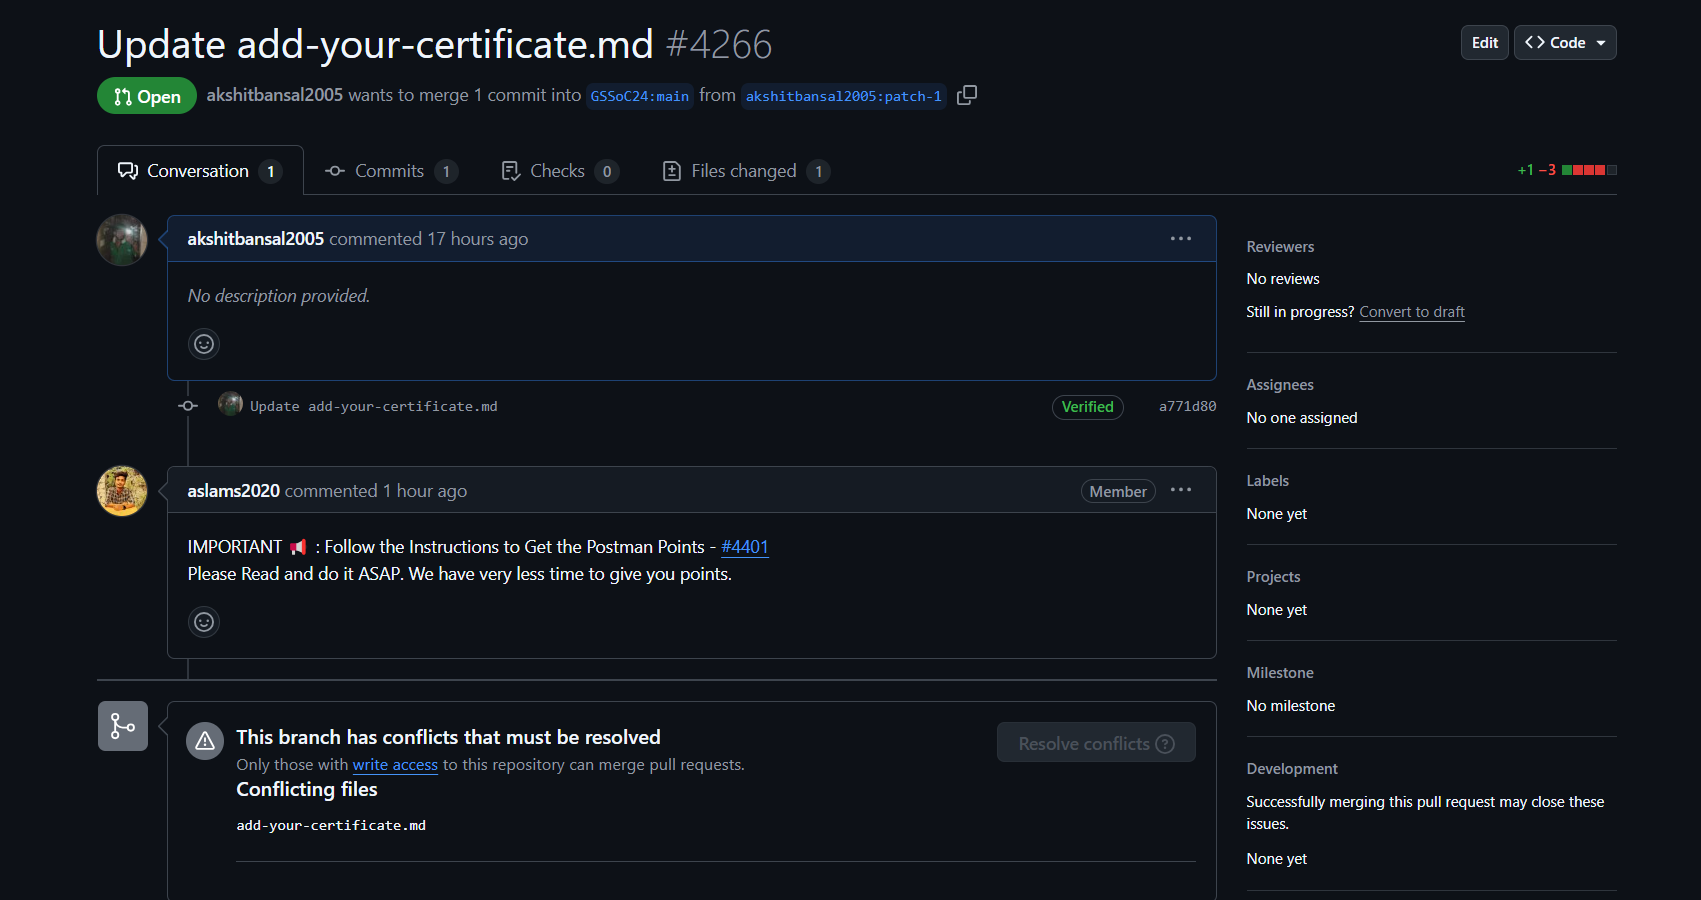 Update add-your-certificate.md #4266
Edit
Code
Open
akshitbansal2005 wants to merge 1 commit into GSSoC24:main from akshitbansal2005:patch-1
Conversation 1
Commits 1
Checks 0
Files changed 1
+1 −3
akshitbansal2005 commented 17 hours ago
No description provided.
Update add-your-certificate.md
Verified
a771d80
aslams2020 commented 1 hour ago
Member
IMPORTANT 📢 : Follow the Instructions to Get the Postman Points - #4401
Please Read and do it ASAP. We have very less time to give you points.
This branch has conflicts that must be resolved
Only those with write access to this repository can merge pull requests.
Resolve conflicts
Conflicting files
add-your-certificate.md
Reviewers
No reviews
Still in progress? Convert to draft
Assignees
No one assigned
Labels
None yet
Projects
None yet
Milestone
No milestone
Development
Successfully merging this pull request may close these
issues.
None yet